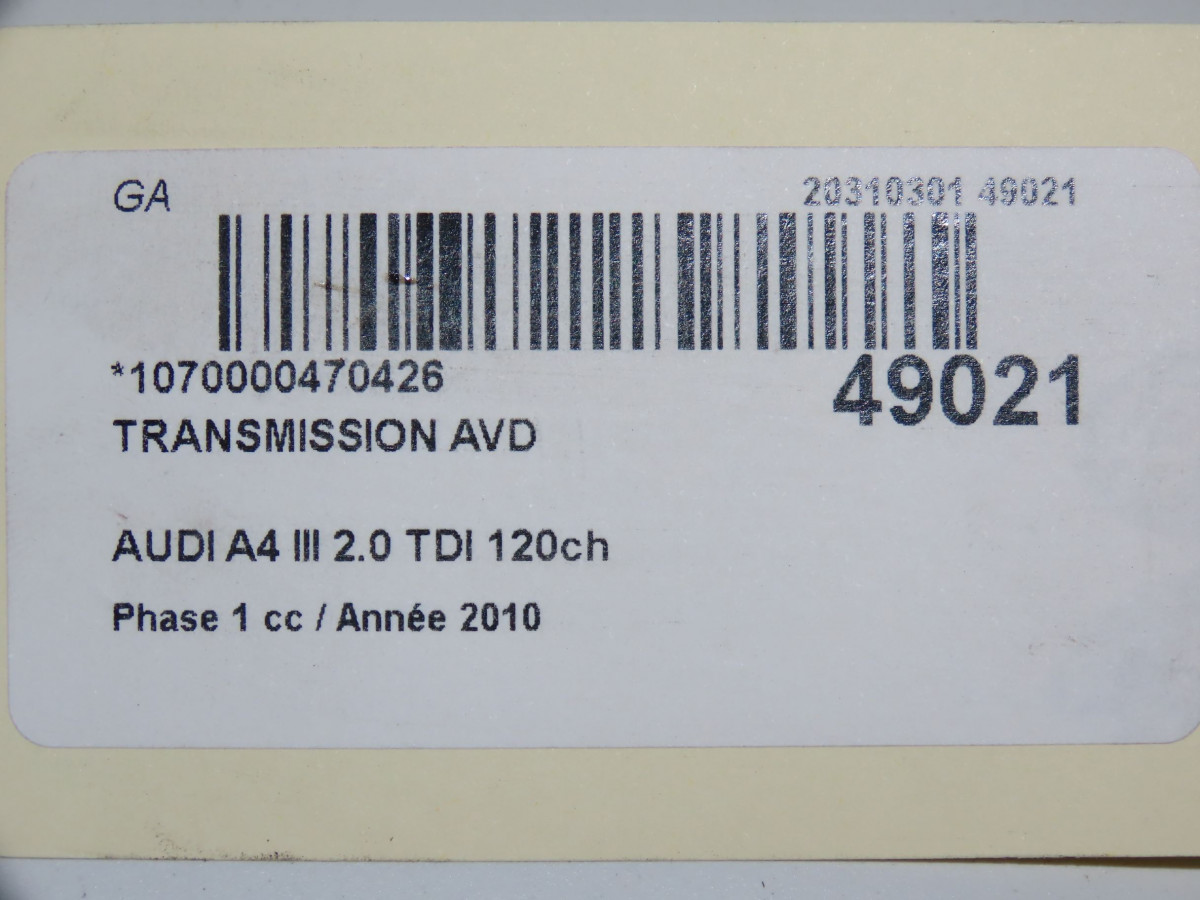 GA
20310301 49021
*1070000470426
49021
TRANSMISSION AVD
AUDI A4 III 2.0 TDI 120ch
Phase 1 cc / Année 2010